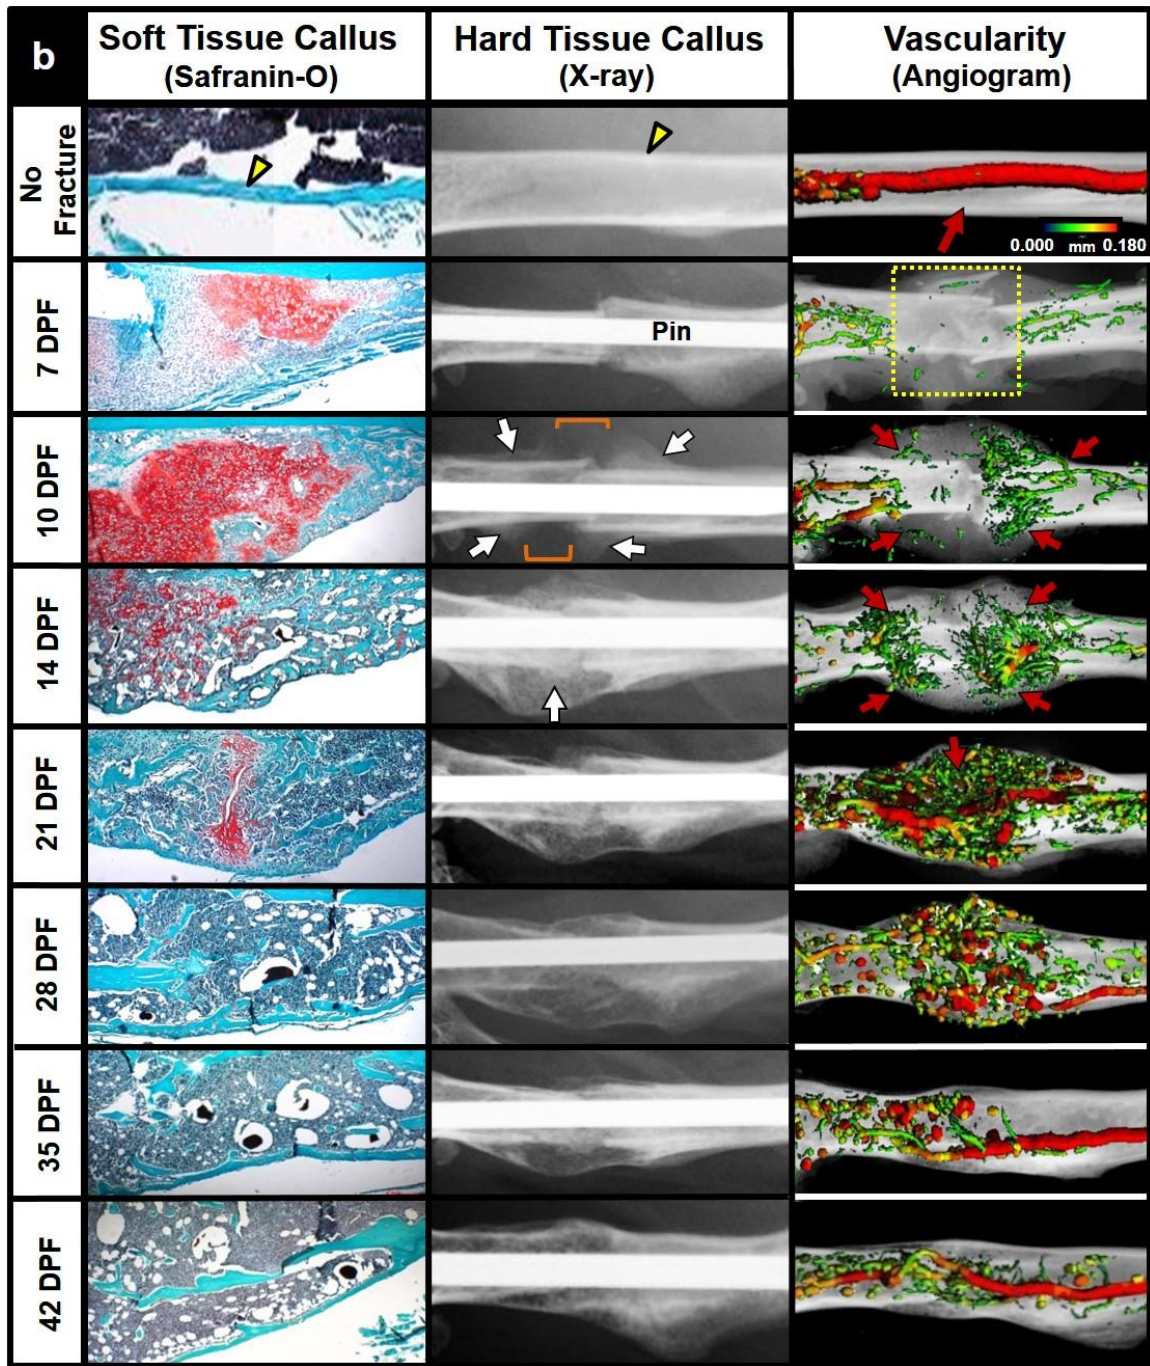 b
Soft Tissue Callus
(Safranin-O)
Hard Tissue Callus
(X-ray)
Vascularity
(Angiogram)
No
Fracture
0.000 mm 0.180
7 DPF
Pin
10 DPF
14 DPF
21 DPF
28 DPF
35 DPF
42 DPF